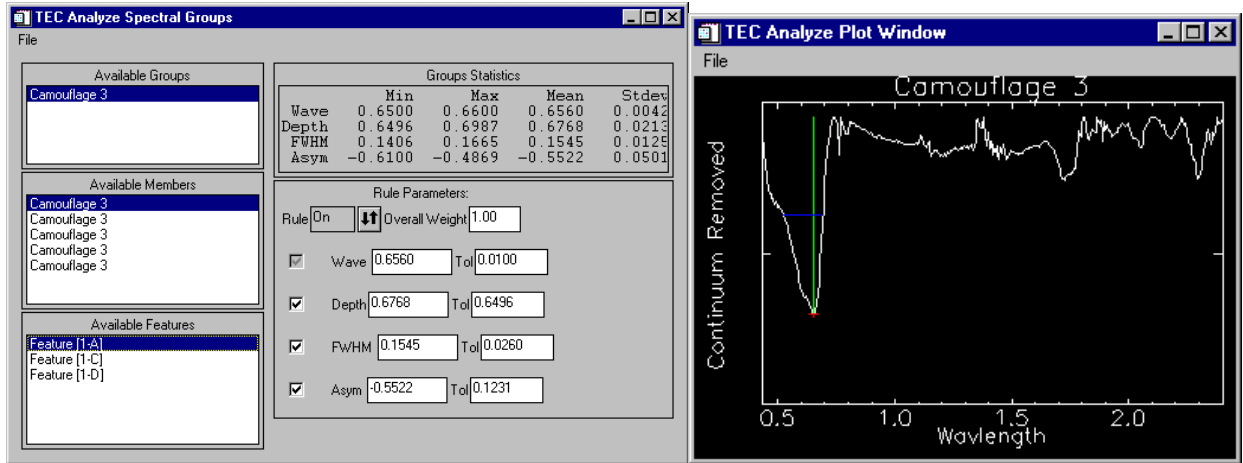 TEC Analyze Spectral Groups
File
Available Groups
Camouflage 3
Available Members
Camouflage 3
Camouflage 3
Camouflage 3
Camouflage 3
Camouflage 3
Available Features
Feature [1-A]
Feature [1-C]
Feature [1-D]
Groups Statistics
Min Max Mean Stdev
Wave 0.6500 0.6600 0.6560 0.0042
Depth 0.6496 0.6987 0.6768 0.0213
FWHM 0.1406 0.1665 0.1545 0.0125
Asym -0.6100 -0.4869 -0.5522 0.0501
Rule Parameters:
Rule On Overall Weight 1.00
Wave 0.6560 Tol 0.0100
Depth 0.6768 Tol 0.6496
FWHM 0.1545 Tol 0.0260
Asym -0.5522 Tol 0.1231
TEC Analyze Plot Window
File
Camouflage 3
Continuum Removed
0.5 1.0 1.5 2.0
Wavlength